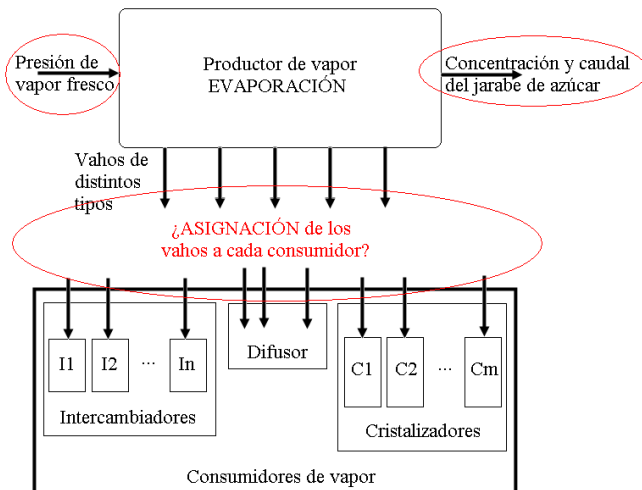 Presión de
vapor fresco
Productor de vapor
EVAPORACIÓN
Concentración y caudal
del jarabe de azúcar
Vahos de
distintos
tipos
¿ASIGNACIÓN de los
vahos a cada consumidor?
I1
I2
...
In
Intercambiadores
Difusor
C1
C2
...
Cm
Cristalizadores
Consumidores de vapor